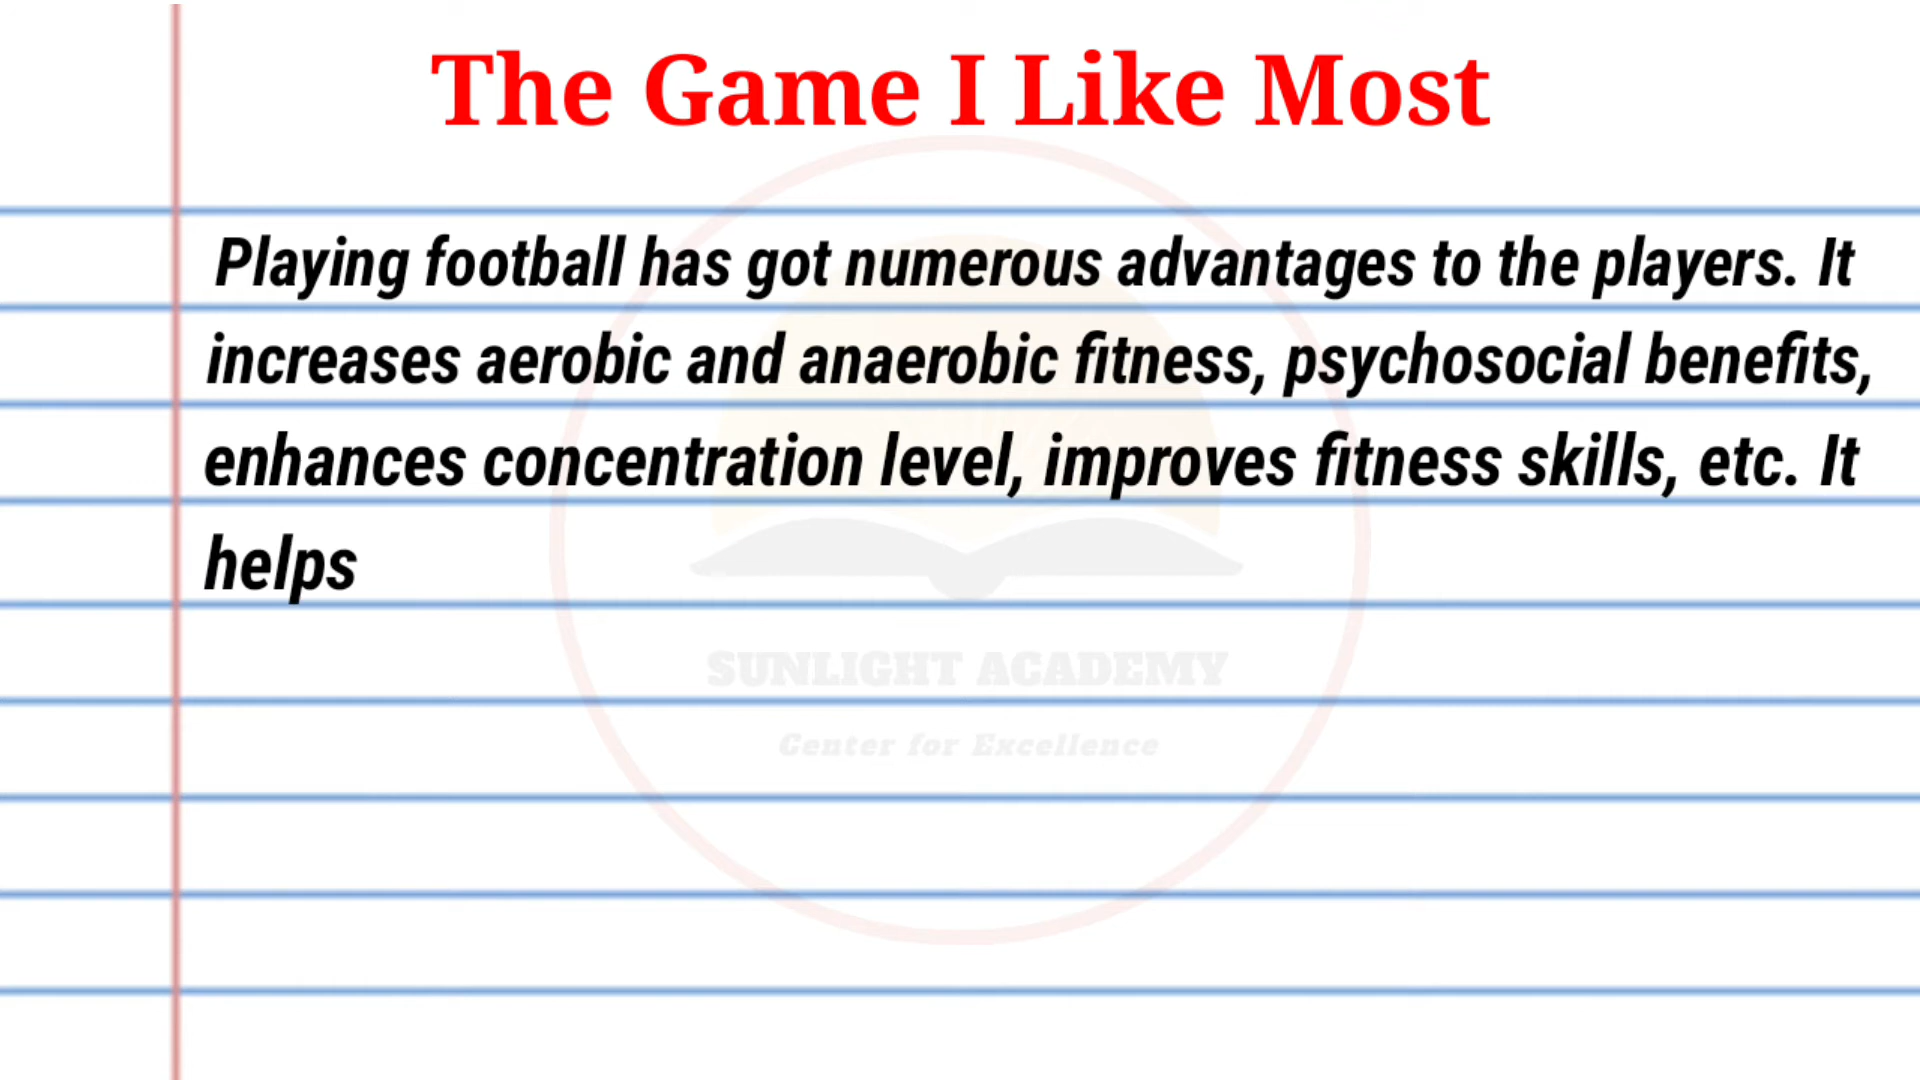 The Game I Like Most
Playing football has got numerous advantages to the players. It
increases aerobic and anaerobic fitness, psychosocial benefits,
enhances concentration level, improves fitness skills, etc. It
helps
SUNLIGHT ACADEMY
Center for Excellence